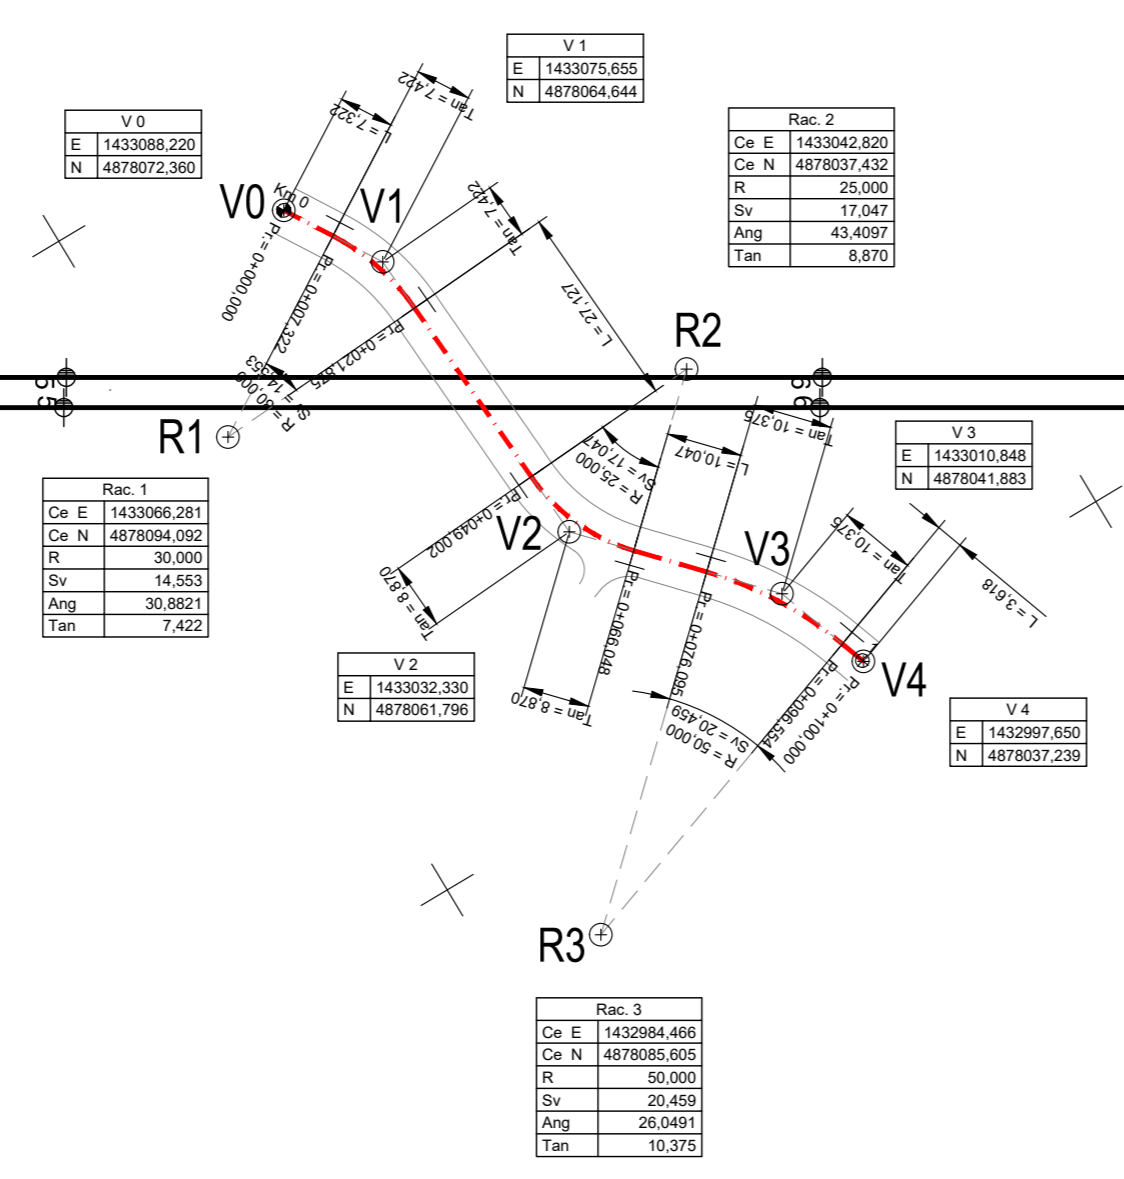 V 1
E 1433075,655
N 4878064,644
V 0
E 1433088,220
N 4878072,360
Rac. 2
Ce E 1433042,820
Ce N 4878037,432
R 25,000
Sv 17,047
Ang 43,4097
Tan 8,870
Tan = 7,422
L = 7,322
Km 0
V0
V1
Tan = 7,422
Pr. = 0+000,000
Pr. = 0+007,322
Pr. = 0+021,875
L = 27,127
R2
5
5
6
6
R = 30,000
Sv = 14,553
R1
Tan = 10,375
L = 10,047
Sv = 17,047
R = 25,000
V 3
E 1433010,848
N 4878041,883
Rac. 1
Ce E 1433066,281
Ce N 4878094,092
R 30,000
Sv 14,553
Ang 30,8821
Tan 7,422
Pr. = 0+049,002
V2
V3
Tan = 10,375
L = 3,618
Tan = 8,870
Pr. = 0+066,048
Pr. = 0+076,095
Pr. = 0+096,554
Pr. = 0+100,000
V4
V 2
E 1433032,330
N 4878061,796
Tan = 8,870
Sv = 20,459
R = 50,000
V 4
E 1432997,650
N 4878037,239
R3
Rac. 3
Ce E 1432984,466
Ce N 4878085,605
R 50,000
Sv 20,459
Ang 26,0491
Tan 10,375